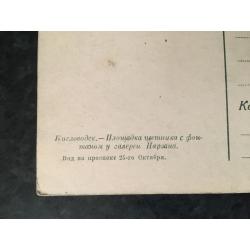 Кисловодск.—Площадка цветника с фон-
таном у галереи Нарзана.
Вид на проспект 25-го Октября.
К